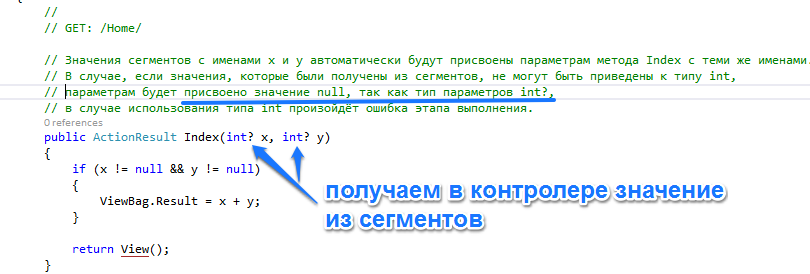 {
//
// GET: /Home/
// Значения сегментов с именами x и y автоматически будут присвоены параметрам метода Index с теми же именами.
// В случае, если значения, которые были получены из сегментов, не могут быть приведены к типу int,
// параметрам будет присвоено значение null, так как тип параметров int?,
// в случае использования типа int произойдёт ошибка этапа выполнения.
0 references
public ActionResult Index(int? x, int? y)
{
if (x != null && y != null)
{
ViewBag.Result = x + y;
}
return View();
}
получаем в контролере значение
из сегментов